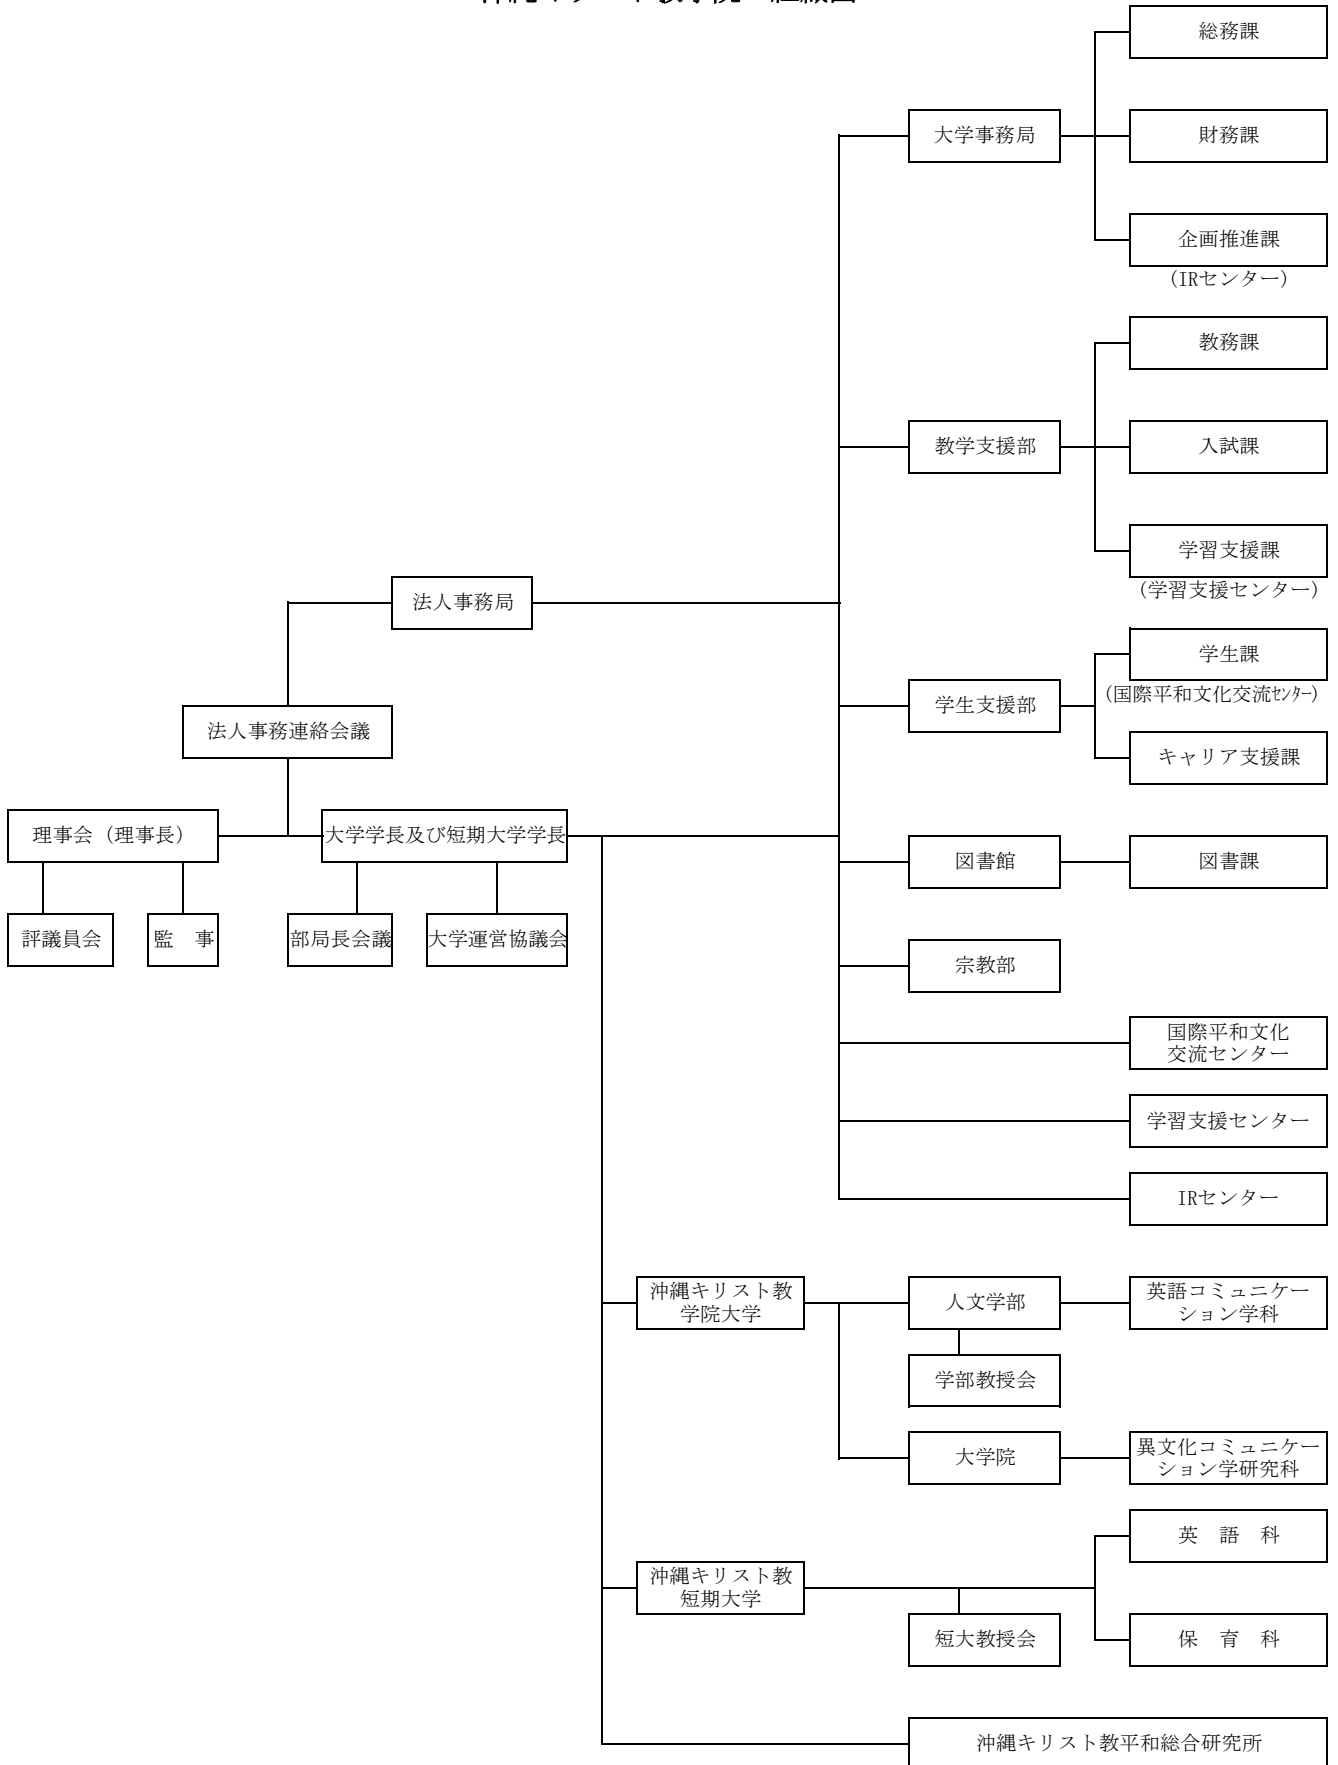 総務課
大学事務局
財務課
企画推進課
(IRセンター)
教務課
教学支援部
入試課
学習支援課
(学習支援センター)
法人事務局
学生課
(国際平和文化交流ｾﾝﾀｰ)
学生支援部
法人事務連絡会議
キャリア支援課
理事会（理事長）
大学学長及び短期大学学長
図書館
図書課
評議員会
監　事
部局長会議
大学運営協議会
宗教部
国際平和文化
交流センター
学習支援センター
IRセンター
沖縄キリスト教
学院大学
人文学部
英語コミュニケー
ション学科
学部教授会
大学院
異文化コミュニケー
ション学研究科
英　語　科
沖縄キリスト教
短期大学
短大教授会
保　育　科
沖縄キリスト教平和総合研究所